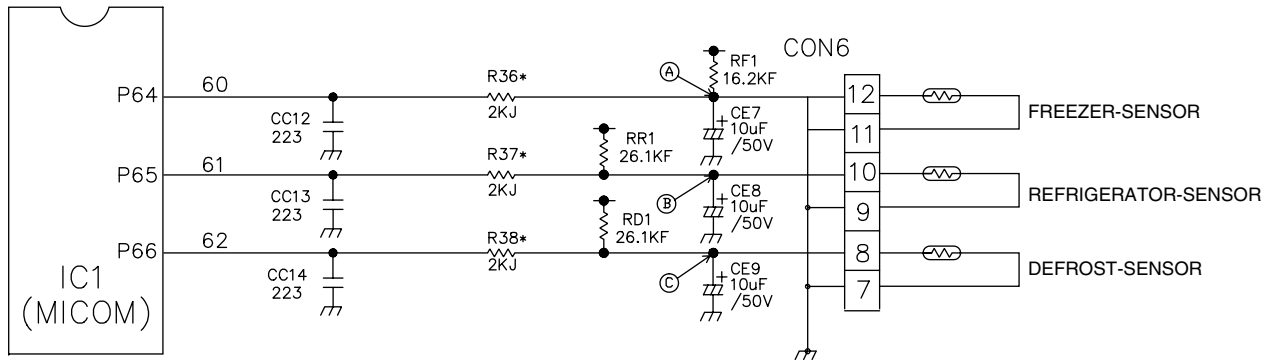 CON6
P64
60
R36*
2KJ
A
RF1
16.2KF
12
FREEZER-SENSOR
CC12
223
CE7
+
10uF
/50V
11
RR1
26.1KF
P65
61
R37*
2KJ
B
10
REFRIGERATOR-SENSOR
CC13
223
CE8
+
10uF
/50V
9
RD1
26.1KF
P66
62
R38*
2KJ
C
8
DEFROST-SENSOR
CC14
223
CE9
+
10uF
/50V
7
IC1
(MICOM)